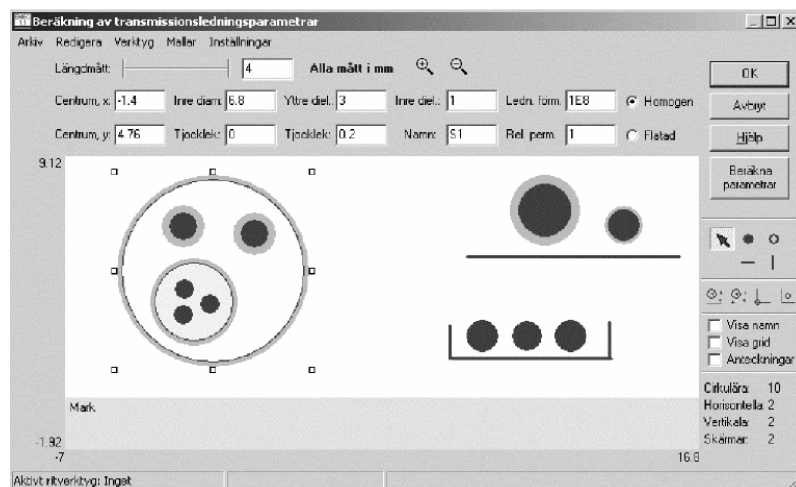 Beräkning av transmissionsledningsparametrar
Arkiv Redigera Verktyg Mallar Inställningar
Längdmått: 4 Alla mått i mm
OK
Centrum, x: -1.4 Inre diam: 6.8 Yttre diel.: 3 Inre diel.: 1 Ledn. förm. 1E8 Homogen
Avbryt
Centrum, y: 4.76 Tjocklek: 0 Tjocklek: 0.2 Namn: S1 Rel. perm. 1 Flätad
Hjälp
Beräkna parametrar
9.12
Visa namn
Visa grid
Anteckningar
Cirkulära: 10
Horisontella: 2
Vertikala: 2
Skärmar: 2
Mark
-1.92
-7 16.8
Aktivt ritverktyg: Inget